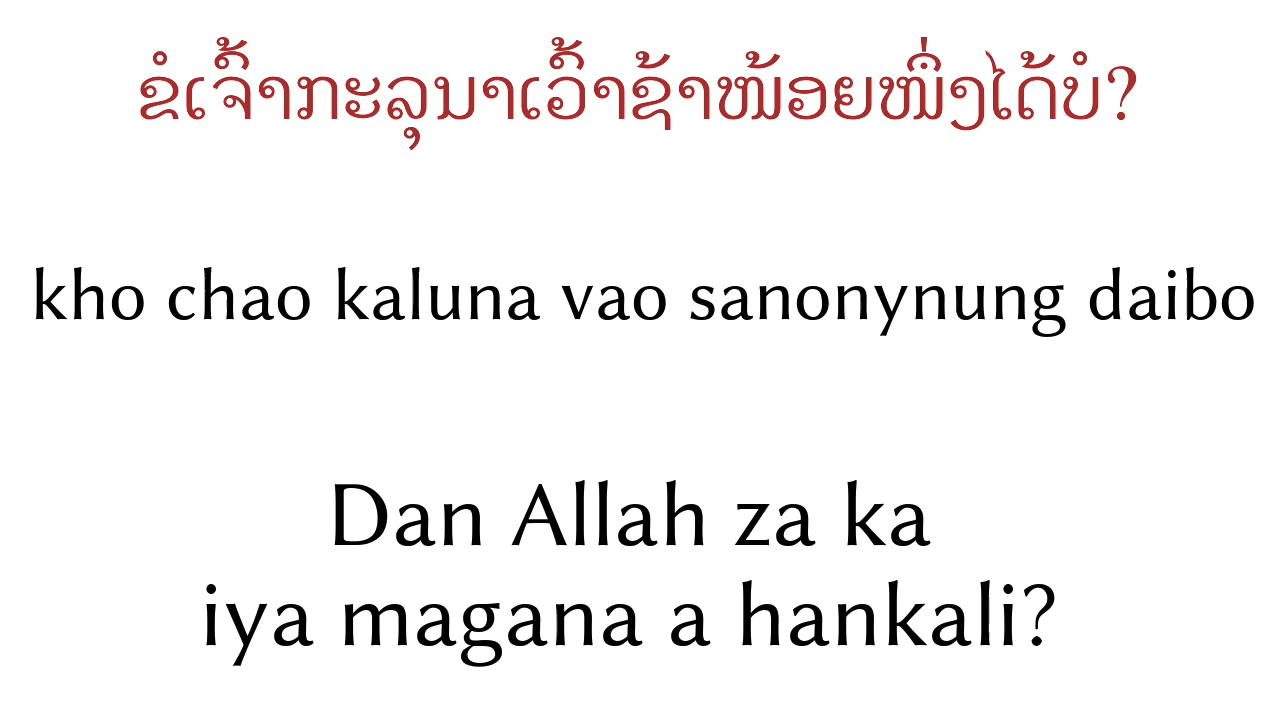 ຂໍເຈົ້າກະລຸນາເວົ້າຊ້າໜ້ອຍໜຶ່ງໄດ້ບໍ?
kho chao kaluna vao sanonynung daibo
Dan Allah za ka
iya magana a hankali?